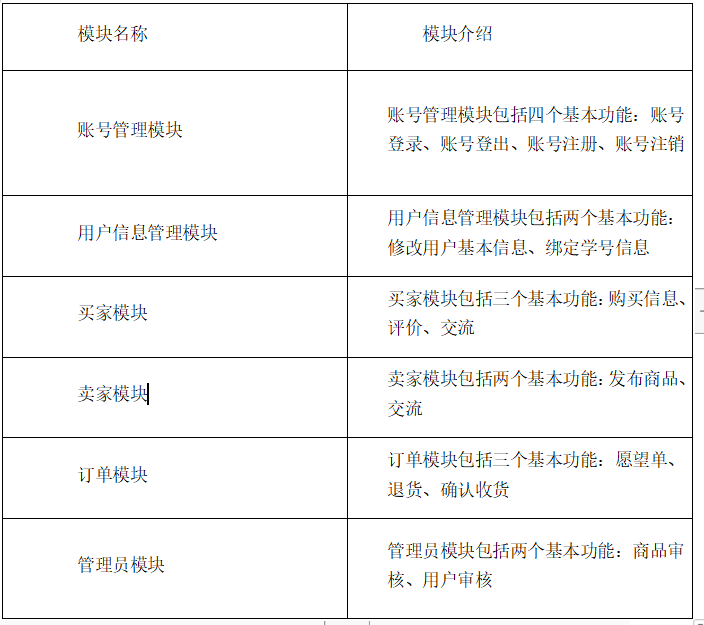 模块名称
模块介绍
账号管理模块
账号管理模块包括四个基本功能：账号
登录、账号登出、账号注册、账号注销
用户信息管理模块
用户信息管理模块包括两个基本功能：
修改用户基本信息、绑定学号信息
买家模块
买家模块包括三个基本功能：购买信息、
评价、交流
卖家模块
卖家模块包括两个基本功能：发布商品、
交流
订单模块
订单模块包括三个基本功能：愿望单、
退货、确认收货
管理员模块
管理员模块包括两个基本功能：商品审
核、用户审核